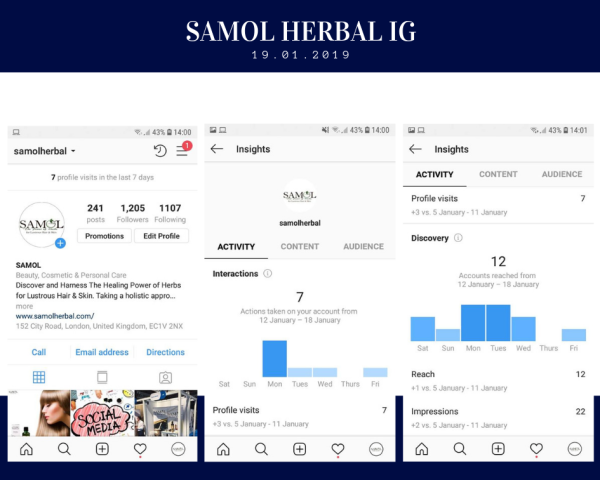 SAMOL HERBAL IG
19.01.2019
43% 14:00
samolherbal
1
7 profile visits in the last 7 days
SAMOL
241 1,205 1107
posts Followers Following
Promotions Edit Profile
SAMOL
Beauty, Cosmetic & Personal Care
Discover and Harness The Healing Power of Herbs
for Lustrous Hair & Skin. Taking a holistic appro...
more
www.samolherbal.com/
152 City Road, London, United Kingdom, EC1V 2NX
Call Email address Directions
SOCIAL
MEDIA
43% 14:00
Insights
SAMOL
samolherbal
ACTIVITY CONTENT AUDIENCE
Interactions
7
Actions taken on your account from
12 January – 18 January
Sat Sun Mon Tues Wed Thurs Fri
Profile visits 7
+3 vs. 5 January - 11 January
43% 14:01
Insights
ACTIVITY CONTENT AUDIENCE
Profile visits 7
+3 vs. 5 January - 11 January
Discovery
12
Accounts reached from
12 January – 18 January
Sat Sun Mon Tues Wed Thurs Fri
Reach 12
+1 vs. 5 January - 11 January
Impressions 22
+2 vs. 5 January - 11 January